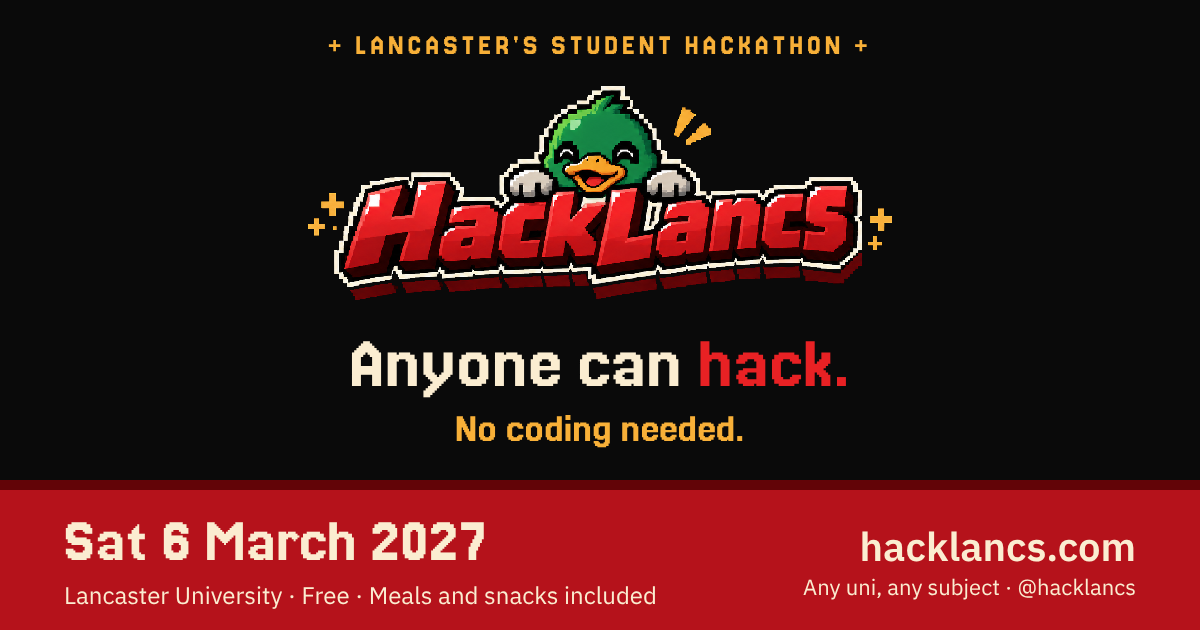 + LANCASTER'S STUDENT HACKATHON +
HackLancs
Anyone can hack.
No coding needed.
Sat 6 March 2027
Lancaster University · Free · Meals and snacks included
hacklancs.com
Any uni, any subject · @hacklancs